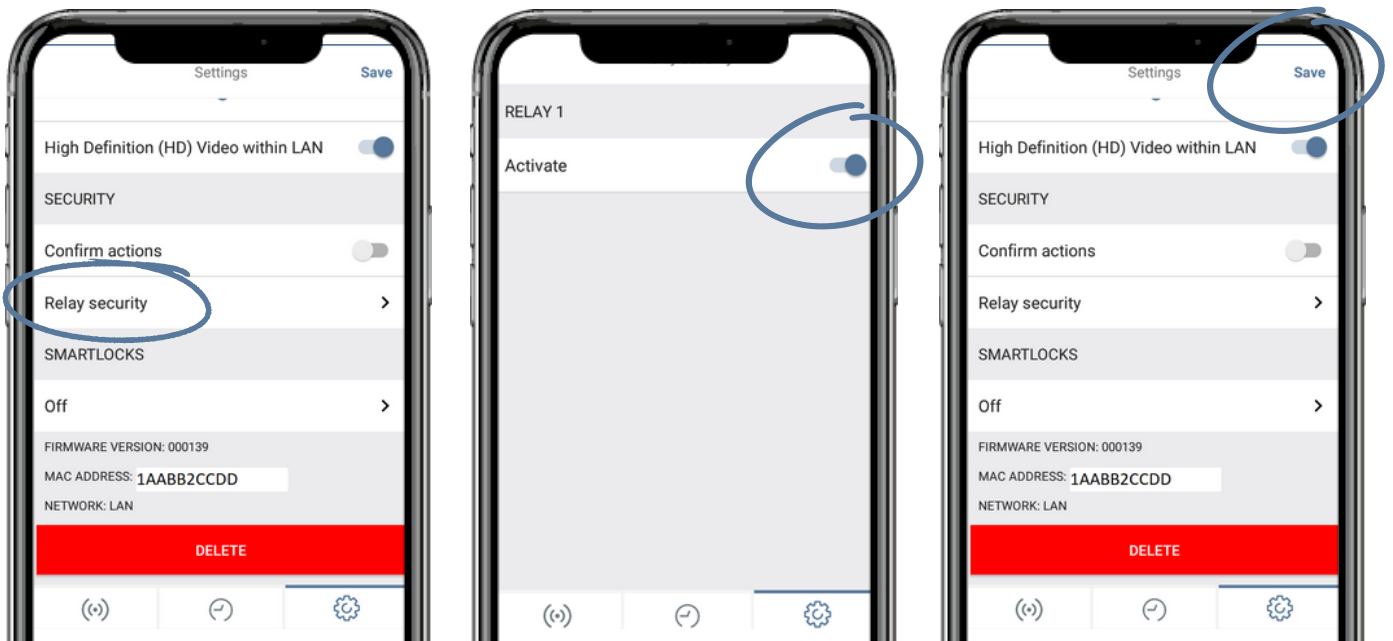 Settings
Save
High Definition (HD) Video within LAN
SECURITY
Confirm actions
Relay security
SMARTLOCKS
Off
FIRMWARE VERSION: 000139
MAC ADDRESS: 1AABB2CCDD
NETWORK: LAN
DELETE
RELAY 1
Activate
Settings
Save
High Definition (HD) Video within LAN
SECURITY
Confirm actions
Relay security
SMARTLOCKS
Off
FIRMWARE VERSION: 000139
MAC ADDRESS: 1AABB2CCDD
NETWORK: LAN
DELETE